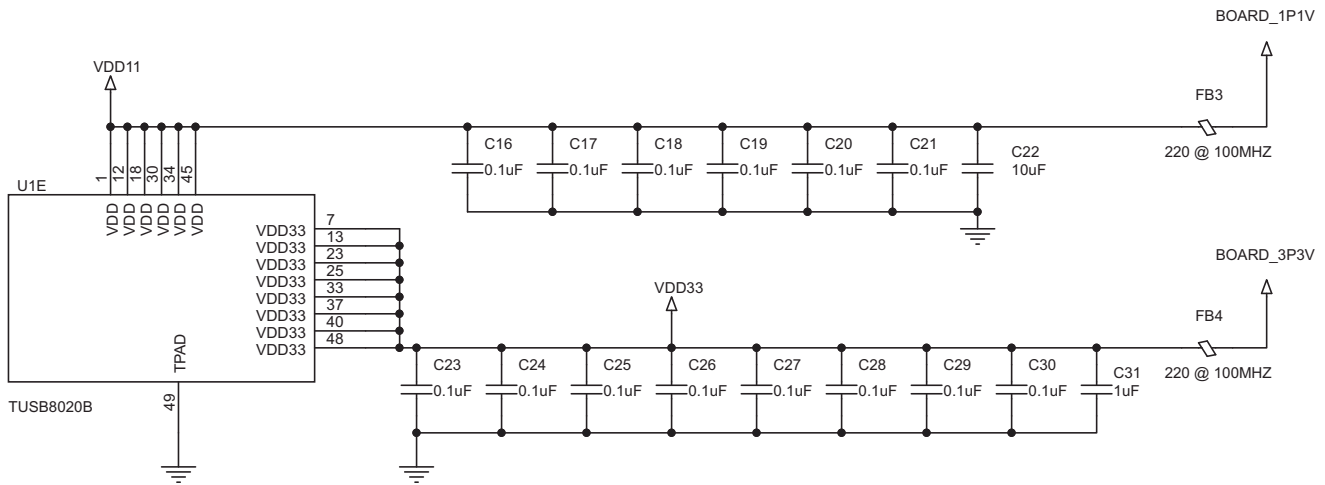 BOARD_1P1V
VDD11
FB3
220 @ 100MHZ
C16
0.1uF
C17
0.1uF
C18
0.1uF
C19
0.1uF
C20
0.1uF
C21
0.1uF
C22
10uF
U1E
1
12
18
30
34
45
VDD
VDD
VDD
VDD
VDD
VDD
VDD33 7
VDD33 13
VDD33 23
VDD33 25
VDD33 33
VDD33 37
VDD33 40
VDD33 48
TPAD
49
TUSB8020B
BOARD_3P3V
VDD33
FB4
220 @ 100MHZ
C23
0.1uF
C24
0.1uF
C25
0.1uF
C26
0.1uF
C27
0.1uF
C28
0.1uF
C29
0.1uF
C30
0.1uF
C31
1uF